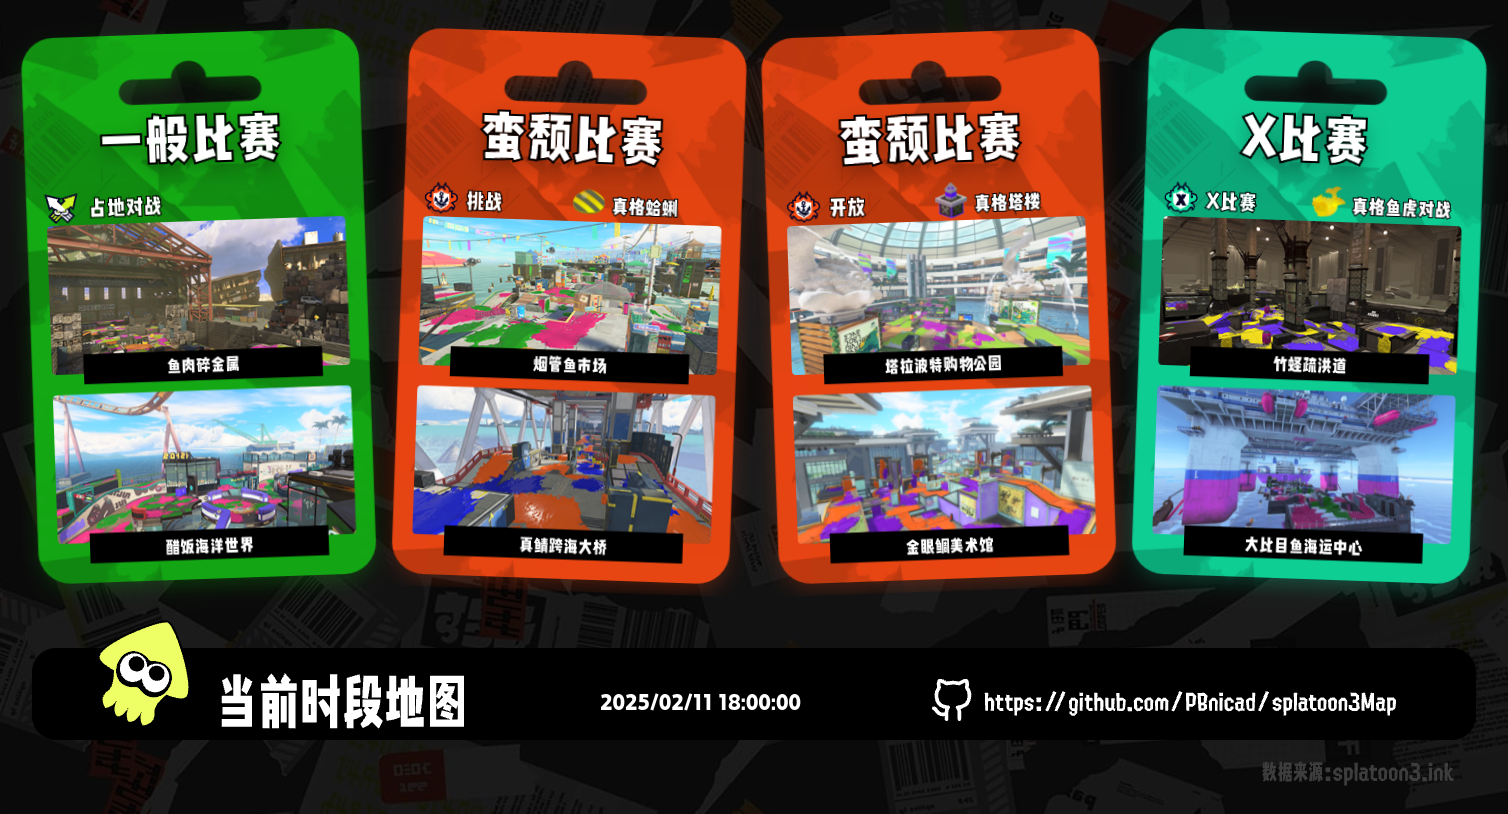 一般比赛
占地对战
鱼肉碎金属
醋饭海洋世界
蛮颓比赛
挑战
真格蛤蜊
烟管鱼市场
真鲷跨海大桥
蛮颓比赛
开放
真格塔楼
塔拉波特购物公园
金眼鲷美术馆
X比赛
X比赛
真格鱼虎对战
竹蛏疏洪道
大比目鱼海运中心
当前时段地图
2025/02/11 18:00:00
https://github.com/PBnicad/splatoon3Map
数据来源:splatoon3.ink